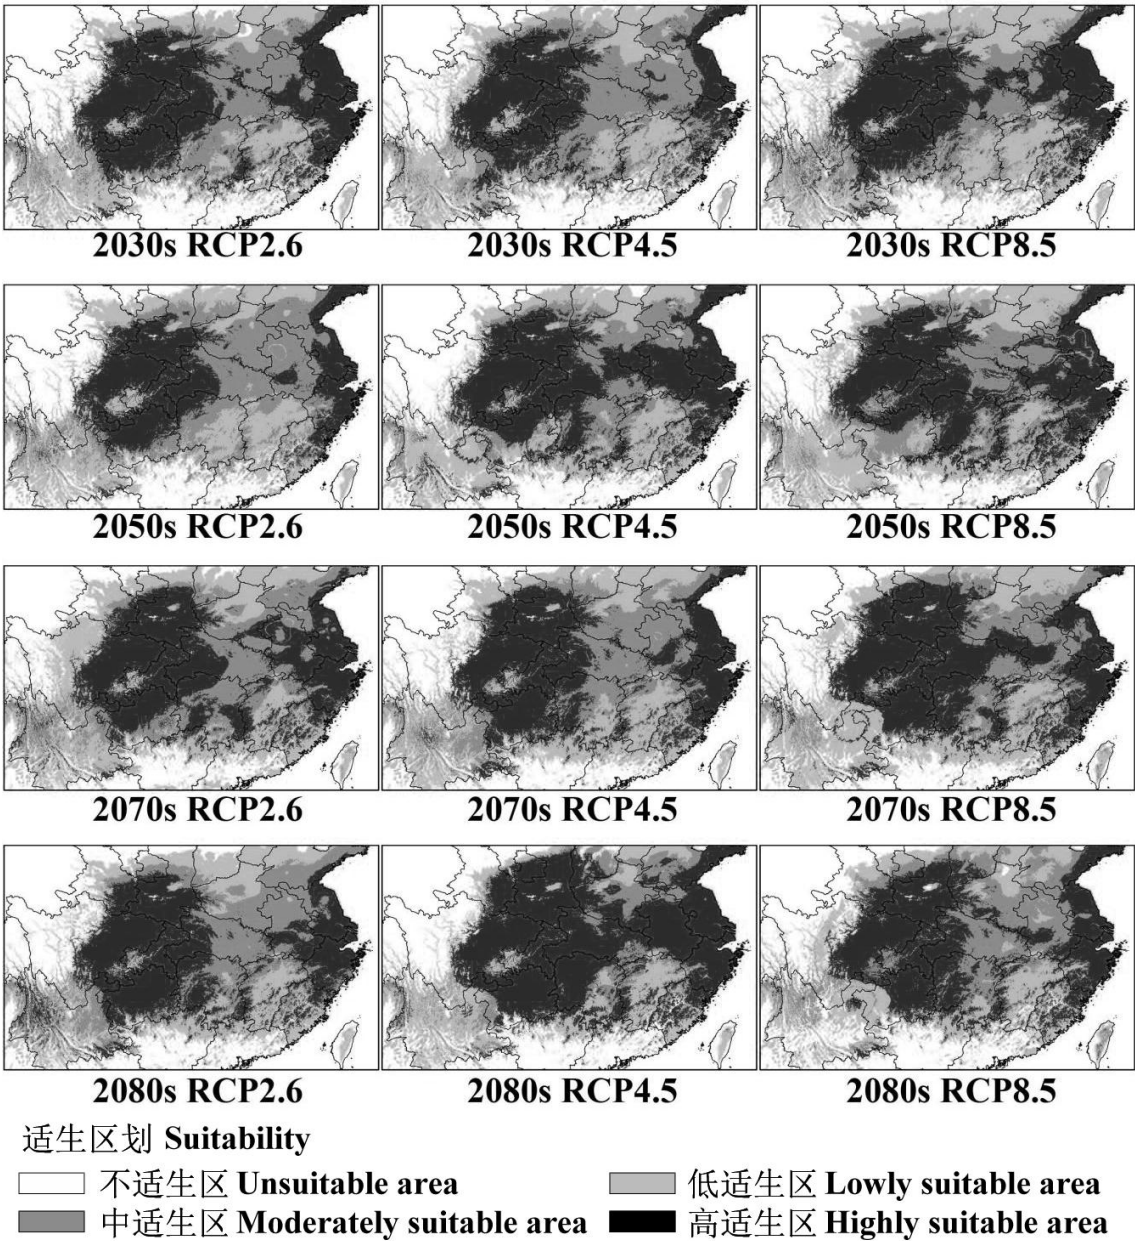 2030s RCP2.6 2030s RCP4.5 2030s RCP8.5
2050s RCP2.6 2050s RCP4.5 2050s RCP8.5
2070s RCP2.6 2070s RCP4.5 2070s RCP8.5
2080s RCP2.6 2080s RCP4.5 2080s RCP8.5
适生区划 Suitability
不适生区 Unsuitable area 低适生区 Lowly suitable area
中适生区 Moderately suitable area 高适生区 Highly suitable area